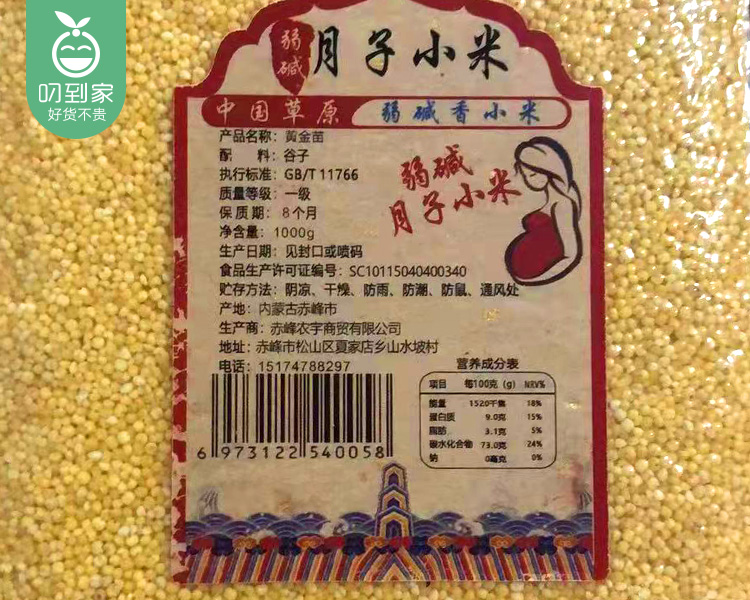 叨到家
好货不贵
弱碱
月子小米
中国草原 弱碱香小米
产品名称：黄金苗
配 料：谷子
执行标准：GB/T 11766
质量等级：一级
保 质 期：8个月
净含量：1000g
生产日期：见封口或喷码
食品生产许可证编号：SC10115040400340
贮存方法：阴凉、干燥、防雨、防潮、防鼠、通风处
产地：内蒙古赤峰市
生产商：赤峰农宇商贸有限公司
地址：赤峰市松山区夏家店乡山水坡村
电话：15174788297
弱碱
月子小米
6 973122 540058
营养成分表
项目 每100克（g） NRV%
能量 1520千焦 18%
蛋白质 9.0克 15%
脂肪 3.1克 5%
碳水化合物 73.0克 24%
钠 0毫克 0%